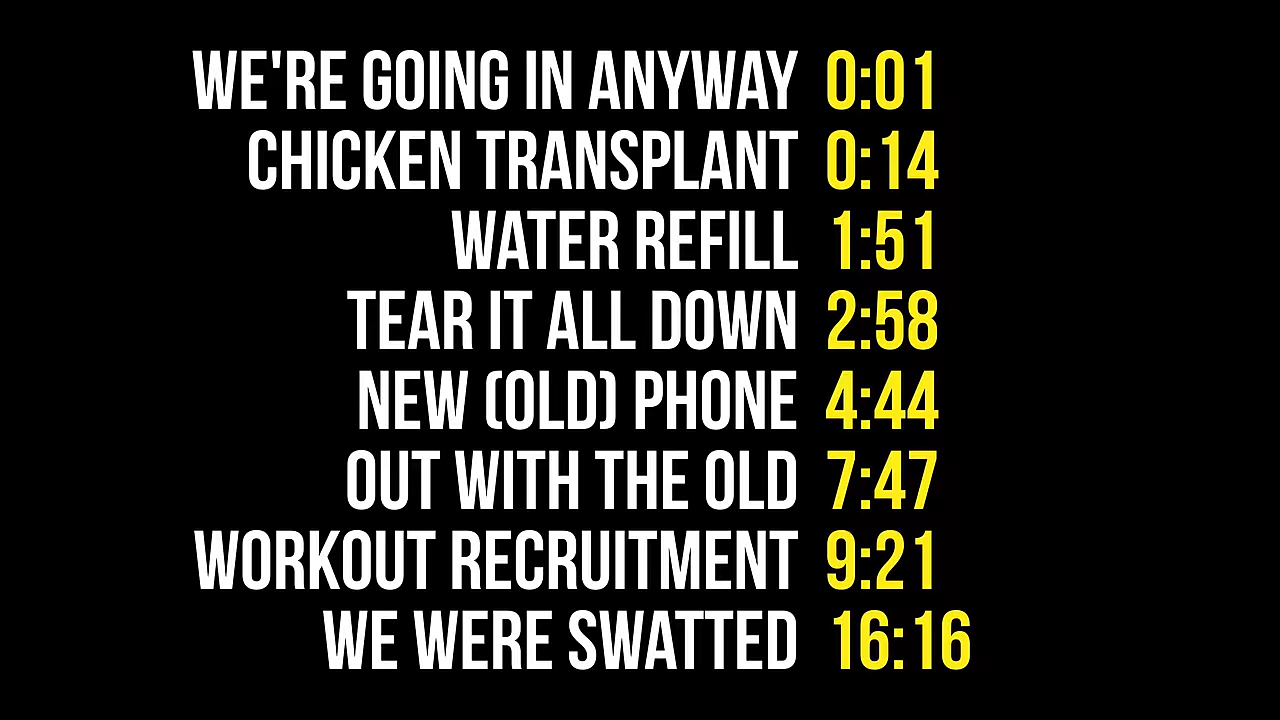 WE'RE GOING IN ANYWAY 0:01
CHICKEN TRANSPLANT 0:14
WATER REFILL 1:51
TEAR IT ALL DOWN 2:58
NEW (OLD) PHONE 4:44
OUT WITH THE OLD 7:47
WORKOUT RECRUITMENT 9:21
WE WERE SWATTED 16:16